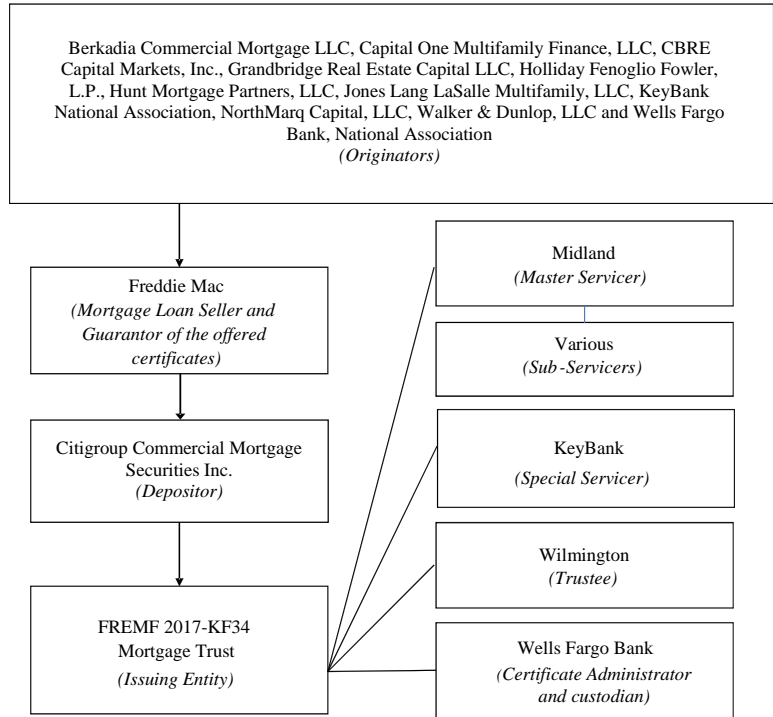 Berkadia Commercial Mortgage LLC, Capital One Multifamily Finance, LLC, CBRE
Capital Markets, Inc., Grandbridge Real Estate Capital LLC, Holliday Fenoglio Fowler,
L.P., Hunt Mortgage Partners, LLC, Jones Lang LaSalle Multifamily, LLC, KeyBank
National Association, NorthMarq Capital, LLC, Walker & Dunlop, LLC and Wells Fargo
Bank, National Association
(Originators)
Freddie Mac
(Mortgage Loan Seller and
Guarantor of the offered
certificates)
Citigroup Commercial Mortgage
Securities Inc.
(Depositor)
FREMF 2017-KF34
Mortgage Trust
(Issuing Entity)
Midland
(Master Servicer)
Various
(Sub-Servicers)
KeyBank
(Special Servicer)
Wilmington
(Trustee)
Wells Fargo Bank
(Certificate Administrator
and custodian)